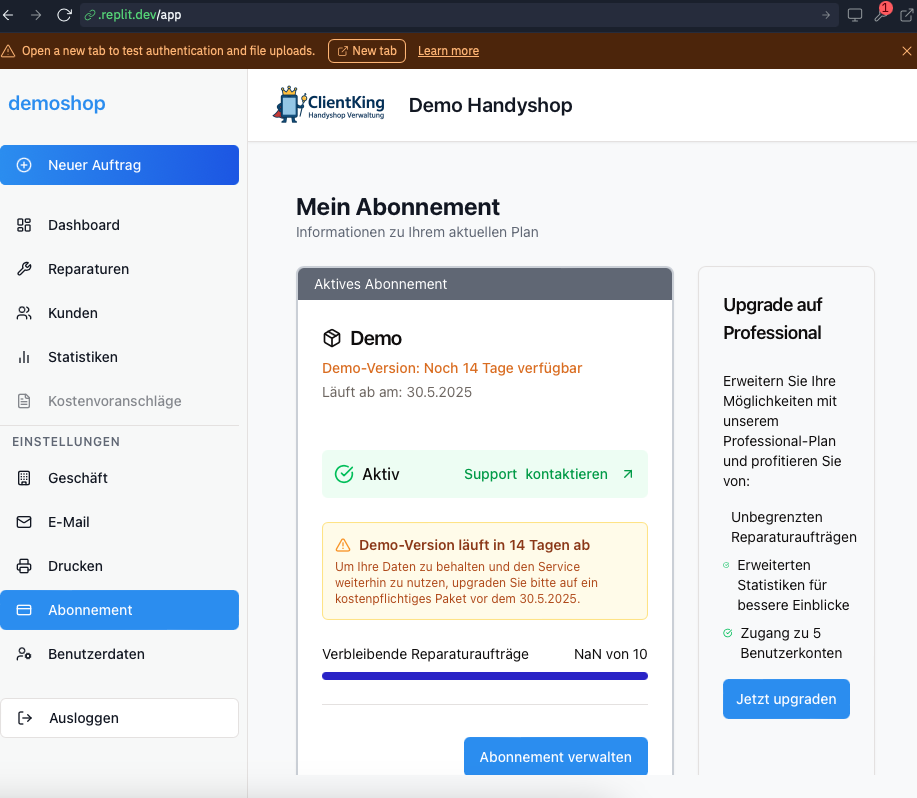 .replit.dev/app
1
Open a new tab to test authentication and file uploads. New tab Learn more
demoshop
Neuer Auftrag
Dashboard
Reparaturen
Kunden
Statistiken
Kostenvoranschläge
EINSTELLUNGEN
Geschäft
E-Mail
Drucken
Abonnement
Benutzerdaten
Ausloggen
ClientKing
Handyshop Verwaltung
Demo Handyshop
Mein Abonnement
Informationen zu Ihrem aktuellen Plan
Aktives Abonnement
Demo
Demo-Version: Noch 14 Tage verfügbar
Läuft ab am: 30.5.2025
Aktiv Support kontaktieren
Demo-Version läuft in 14 Tagen ab
Um Ihre Daten zu behalten und den Service
weiterhin zu nutzen, upgraden Sie bitte auf ein
kostenpflichtiges Paket vor dem 30.5.2025.
Verbleibende Reparaturaufträge NaN von 10
Abonnement verwalten
Upgrade auf
Professional
Erweitern Sie Ihre
Möglichkeiten mit
unserem
Professional-Plan
und profitieren Sie
von:
Unbegrenzten
Reparaturaufträgen
Erweiterten
Statistiken für
bessere Einblicke
Zugang zu 5
Benutzerkonten
Jetzt upgraden